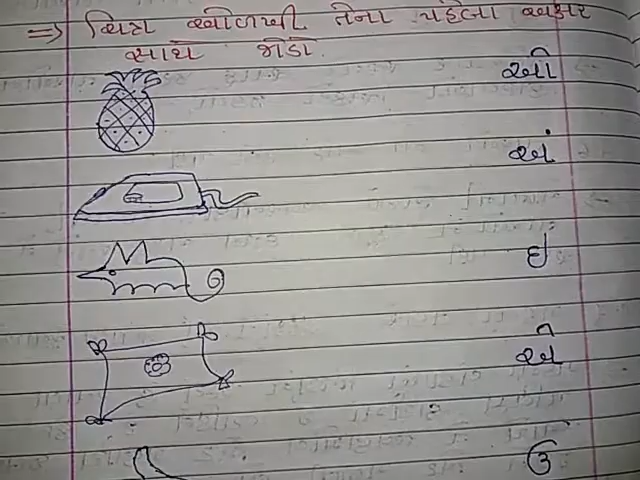 ⇒ ચિત્ર ઓળખી તેના પહેલા અક્ષર
સાથે જોડો.
ઓ
અં
ઇ
અ
ઉ